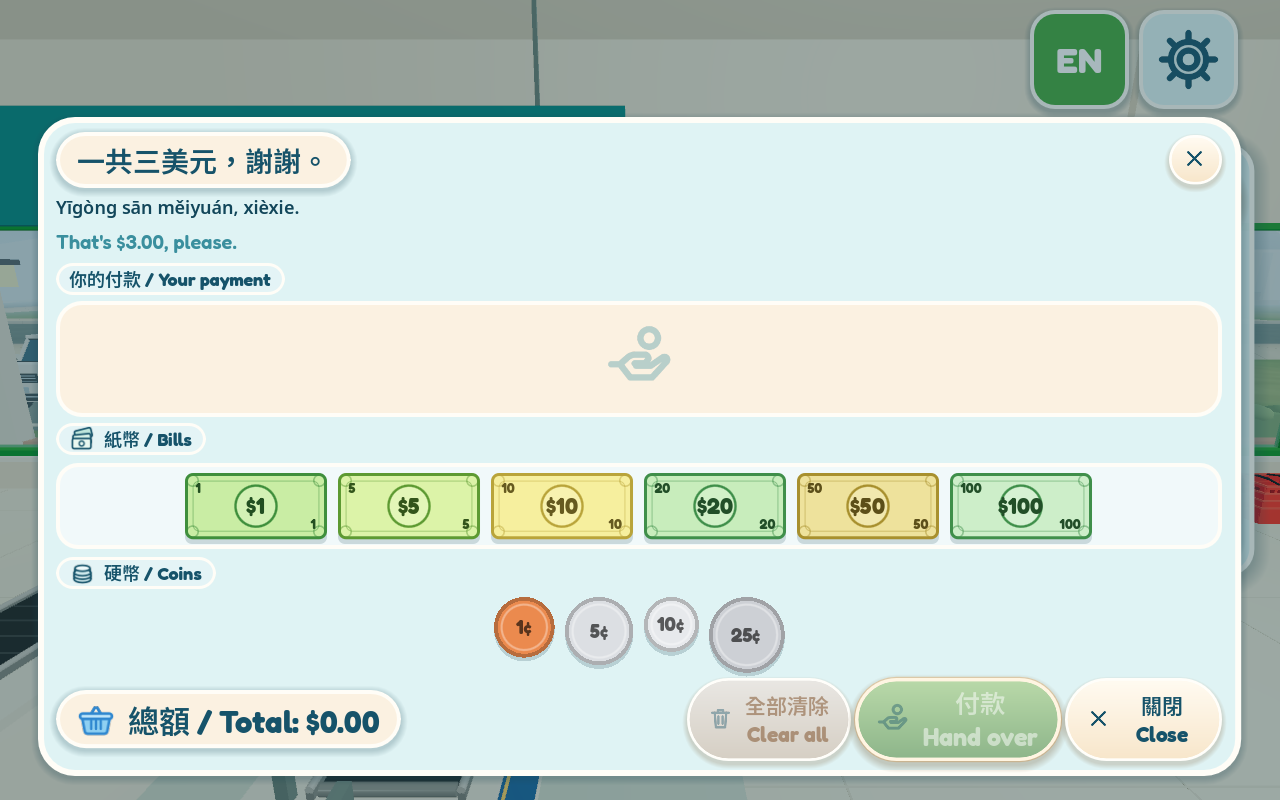 EN
一共三美元，謝謝。
Yīgòng sān měiyuán, xièxie.
That's $3.00, please.
你的付款 / Your payment
紙幣 / Bills
1 $1 1
5 $5 5
10 $10 10
20 $20 20
50 $50 50
100 $100 100
硬幣 / Coins
1¢ 5¢ 10¢ 25¢
總額 / Total: $0.00
全部清除
Clear all
付款
Hand over
關閉
Close